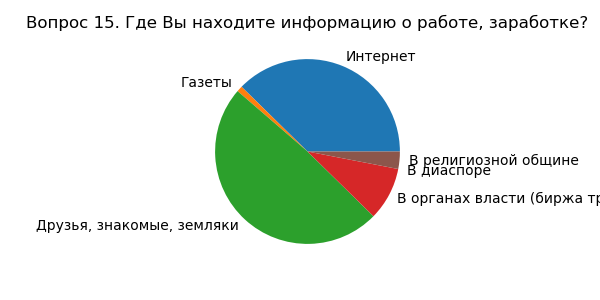 Вопрос 15. Где Вы находите информацию о работе, заработке?
Интернет
Газеты
Друзья, знакомые, земляки
В органах власти (биржа
В диаспоре
В религиозной общине